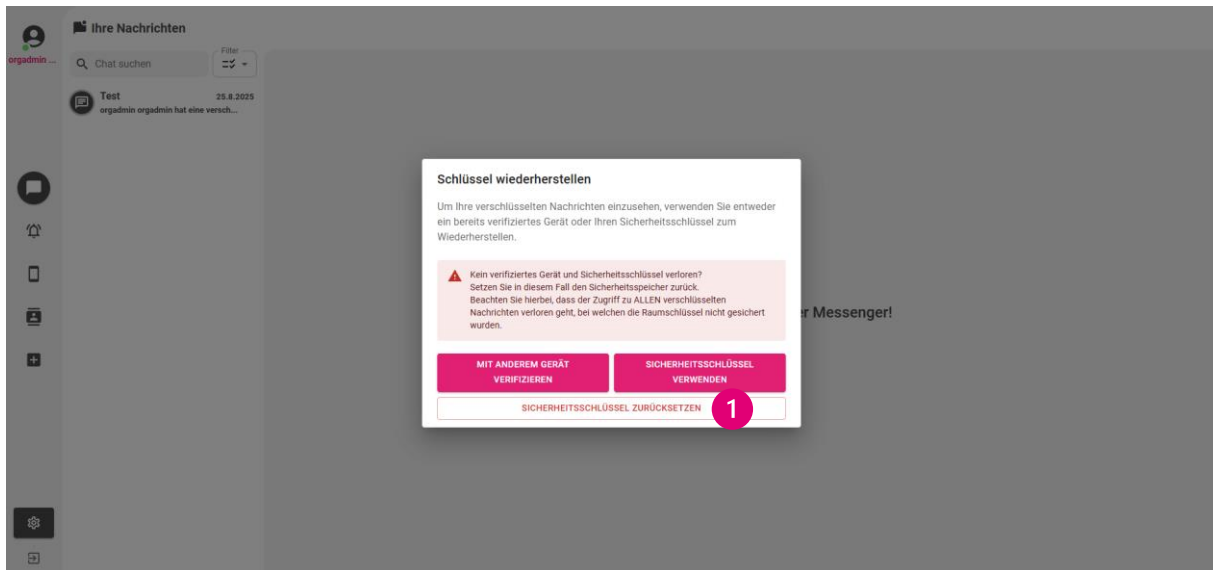 Ihre Nachrichten
orgadmin ...
Chat suchen
Filter
Test 25.8.2025
orgadmin orgadmin hat eine versch...
Schlüssel wiederherstellen
Um Ihre verschlüsselten Nachrichten einzusehen, verwenden Sie entweder
ein bereits verifiziertes Gerät oder Ihren Sicherheitsschlüssel zum
Wiederherstellen.
Kein verifiziertes Gerät und Sicherheitsschlüssel verloren?
Setzen Sie in diesem Fall den Sicherheitsspeicher zurück.
Beachten Sie hierbei, dass der Zugriff zu ALLEN verschlüsselten
Nachrichten verloren geht, bei welchen die Raumschlüssel nicht gesichert
wurden.
r Messenger!
MIT ANDEREM GERÄT
VERIFIZIEREN
SICHERHEITSSCHLÜSSEL
VERWENDEN
SICHERHEITSSCHLÜSSEL ZURÜCKSETZEN
1